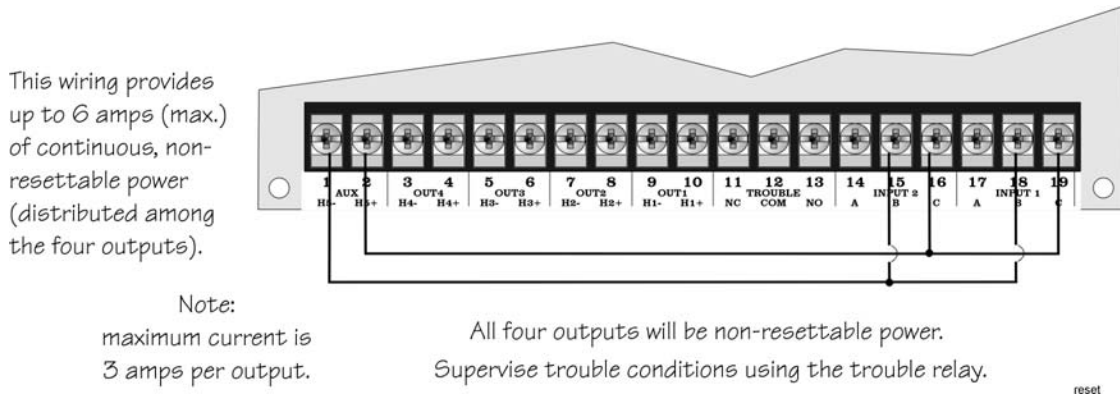 This wiring provides
up to 6 amps (max.)
of continuous, non-
resettable power
(distributed among
the four outputs).
1 2 3 4 5 6 7 8 9 10 11 12 13 14 15 16 17 18 19
AUX OUT4 OUT3 OUT2 OUT1 TROUBLE INPUT 2 INPUT 1
H5- H5+ H4- H4+ H3- H3+ H2- H2+ H1- H1+ NC COM NO A B C A B C
Note:
maximum current is
3 amps per output.
All four outputs will be non-resettable power.
Supervise trouble conditions using the trouble relay.
reset